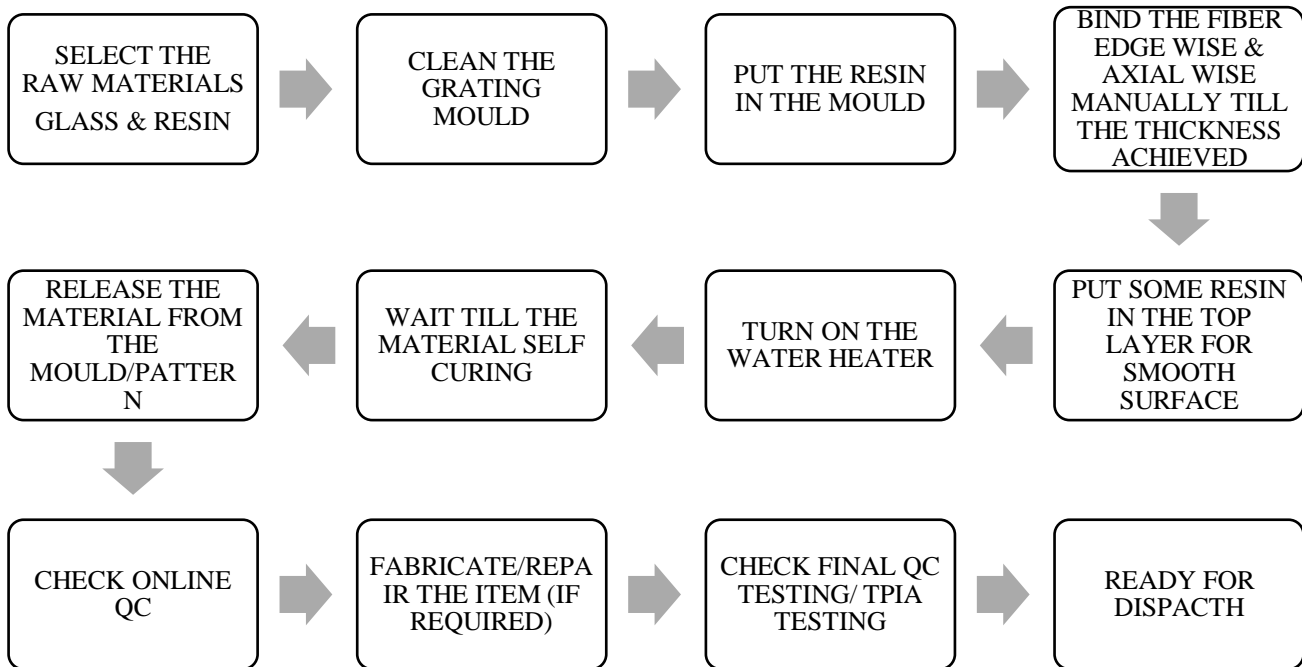 SELECT THE
RAW MATERIALS
GLASS & RESIN
CLEAN THE
GRATING
MOULD
PUT THE RESIN
IN THE MOULD
BIND THE FIBER
EDGE WISE &
AXIAL WISE
MANUALLY TILL
THE THICKNESS
ACHIEVED
PUT SOME RESIN
IN THE TOP
LAYER FOR
SMOOTH
SURFACE
TURN ON THE
WATER HEATER
WAIT TILL THE
MATERIAL SELF
CURING
RELEASE THE
MATERIAL FROM
THE
MOULD/PATTER
N
CHECK ONLINE
QC
FABRICATE/REPA
IR THE ITEM (IF
REQUIRED)
CHECK FINAL QC
TESTING/ TPIA
TESTING
READY FOR
DISPACTH